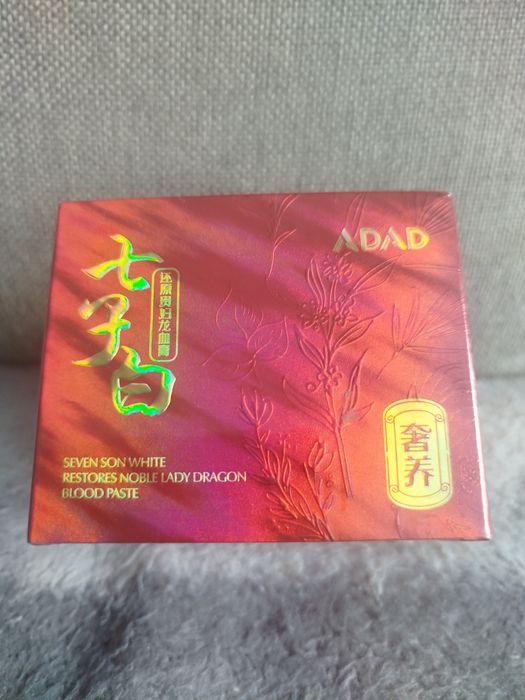 ADAD
七子白
还原贵妇龙血膏
奢养
SEVEN SON WHITE
RESTORES NOBLE LADY DRAGON
BLOOD PASTE